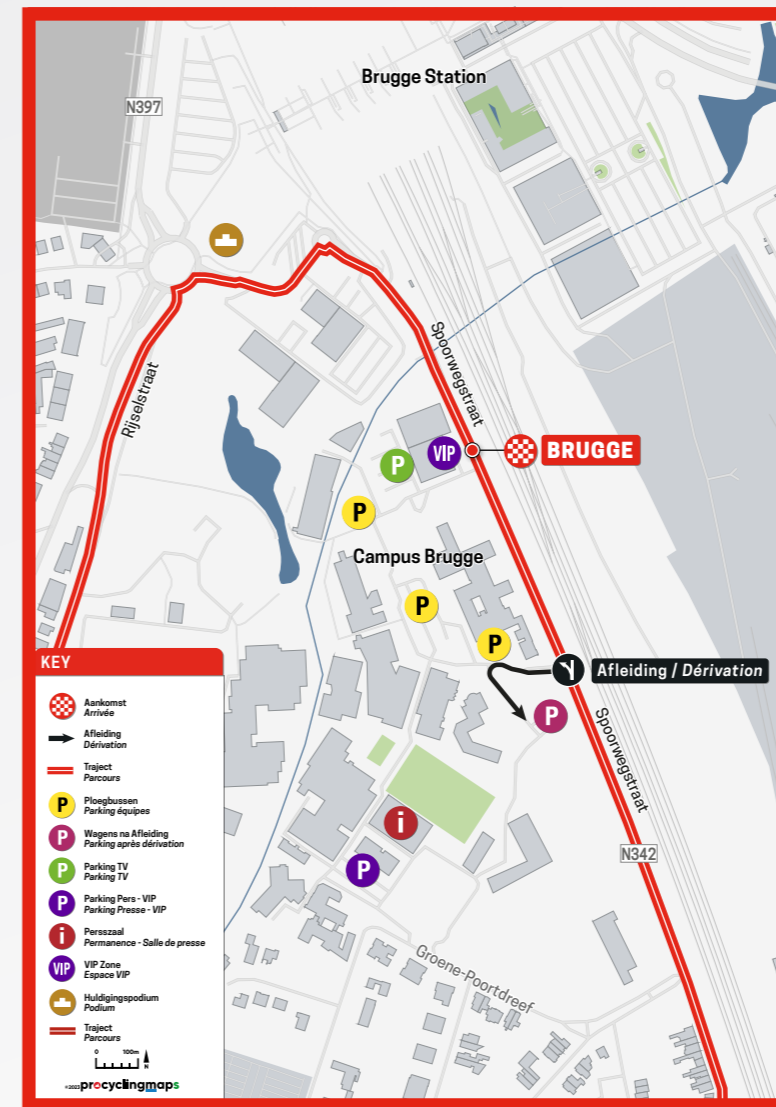 Brugge Station
N397
Spoorwegstraat
Rijselstraat
P
VIP
BRUGGE
P
Campus Brugge
P
P
Afleiding / Dérivation
P
Spoorwegstraat
i
N342
P
Groene-Poortdreef
KEY
Aankomst
Arrivée
Afleiding
Dérivation
Traject
Parcours
P
Ploegbussen
Parking équipes
P
Wagens na Afleiding
Parking après dérivation
P
Parking TV
Parking TV
P
Parking Pers - VIP
Parking Presse - VIP
i
Perszaal
Permanence - Salle de presse
VIP
VIP Zone
Espace VIP
Huldigingspodium
Podium
Traject
Parcours
0 100m
N
©2023 procyclingmaps